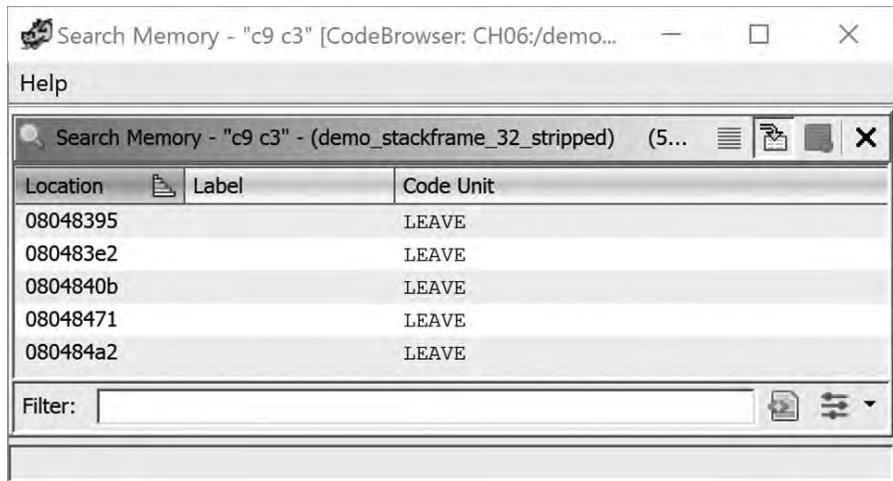 Search Memory - "c9 c3" [CodeBrowser: CH06:/demo...
Help
Search Memory - "c9 c3" - (demo_stackframe_32_stripped) (5...
Location Label Code Unit
08048395 LEAVE
080483e2 LEAVE
0804840b LEAVE
08048471 LEAVE
080484a2 LEAVE
Filter: